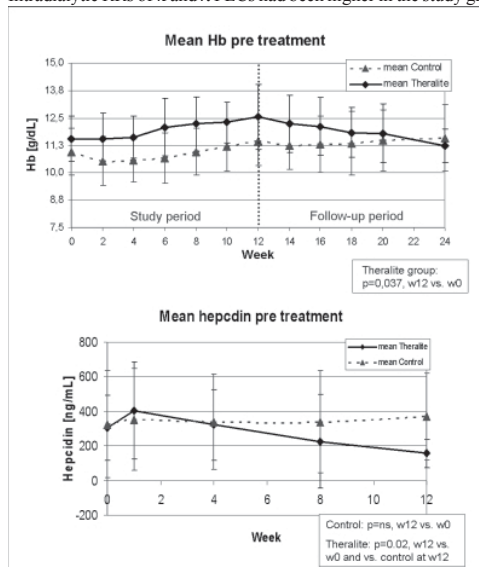 Mean Hb pre treatment
mean Control
mean Theralite
Hb [g/dL]
15,0
13,8
12,5
11,3
10,0
8,8
7,5
Study period
Follow-up period
0 2 4 6 8 10 12 14 16 18 20 24
Week
Theralite group:
p=0,037, w12 vs. w0
Mean hepcdin pre treatment
mean Theralite
mean Control
Hepcidin [ng/mL]
800
600
400
200
0
-200
0 2 4 6 8 10 12
Week
Control: p=ns, w12 vs. w0
Theralite: p=0.02, w12 vs.
w0 and vs. control at w12